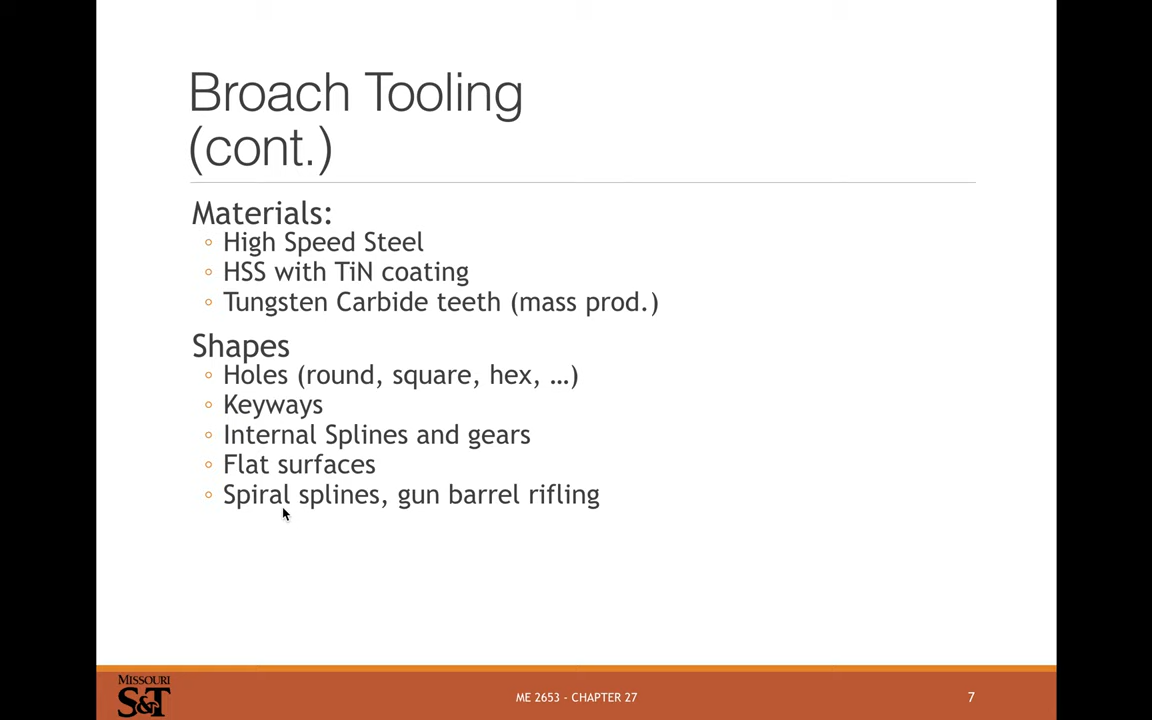 Broach Tooling
(cont.)
Materials:
◦ High Speed Steel
◦ HSS with TiN coating
◦ Tungsten Carbide teeth (mass prod.)
Shapes
◦ Holes (round, square, hex, …)
◦ Keyways
◦ Internal Splines and gears
◦ Flat surfaces
◦ Spiral splines, gun barrel rifling
MISSOURI
S&T
ME 2653 - CHAPTER 27
7